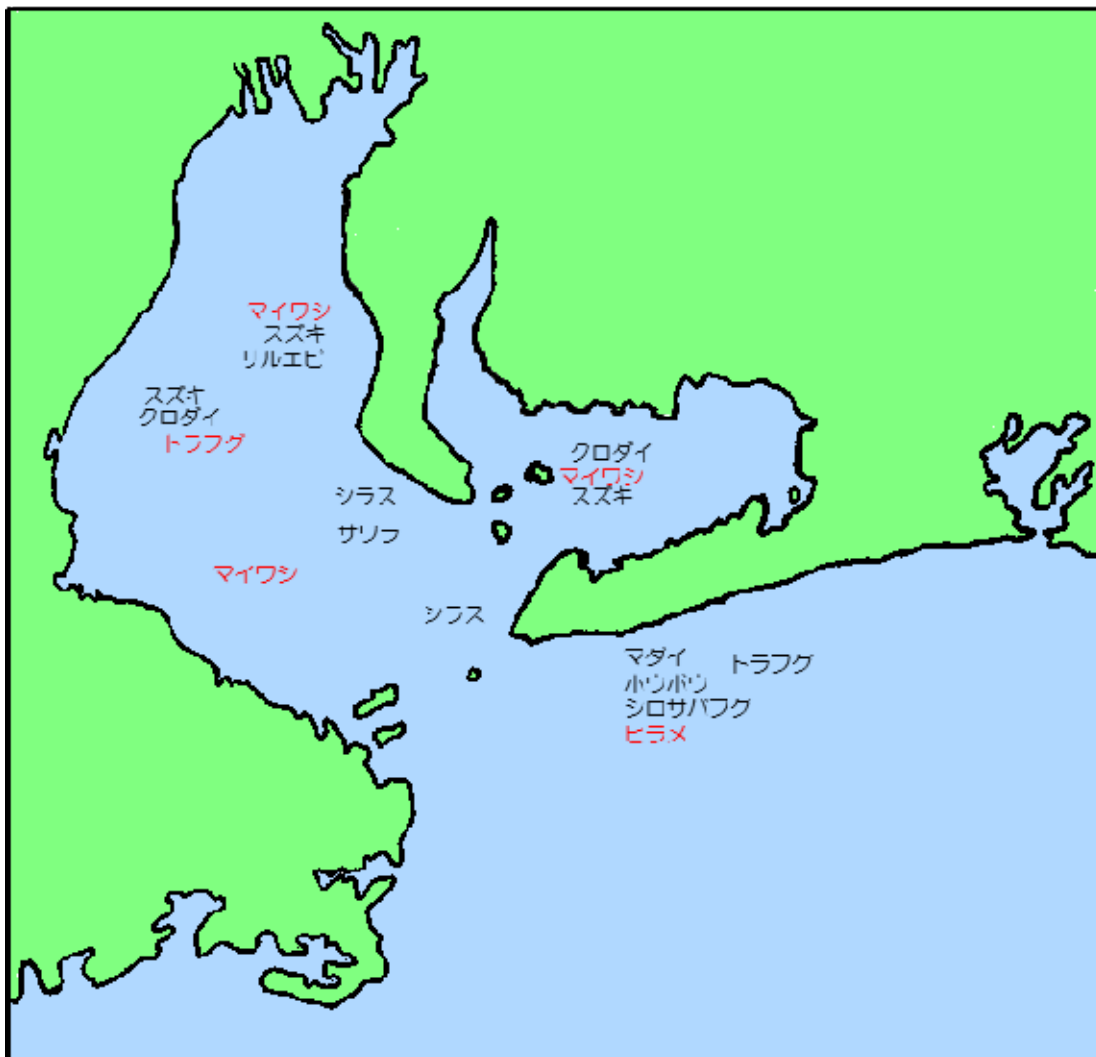 マイワシ
スズキ
リルエビ
スズキ
クロダイ
トラフグ
クロダイ
マイワシ
スズキ
シラス
サリフ
マイワシ
シラス
マダイ
トラフグ
ホウボウ
シロサバフグ
ヒラメ